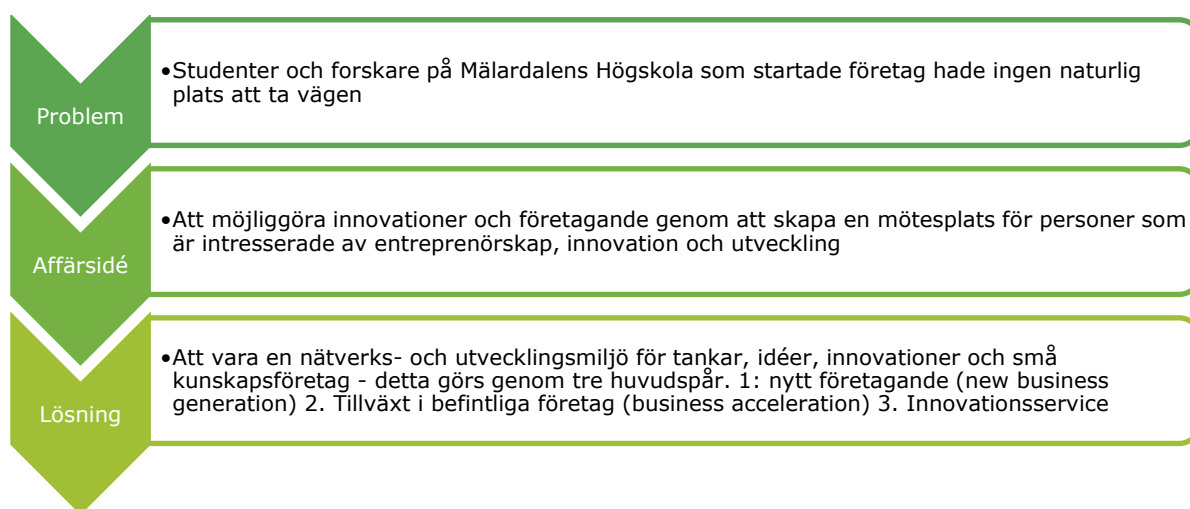 Problem
•Studenter och forskare på Mälardalens Högskola som startade företag hade ingen naturlig
plats att ta vägen
Affärsidé
•Att möjliggöra innovationer och företagande genom att skapa en mötesplats för personer som
är intresserade av entreprenörskap, innovation och utveckling
Lösning
•Att vara en nätverks- och utvecklingsmiljö för tankar, idéer, innovationer och små
kunskapsföretag - detta görs genom tre huvudspår. 1: nytt företagande (new business
generation) 2. Tillväxt i befintliga företag (business acceleration) 3. Innovationsservice